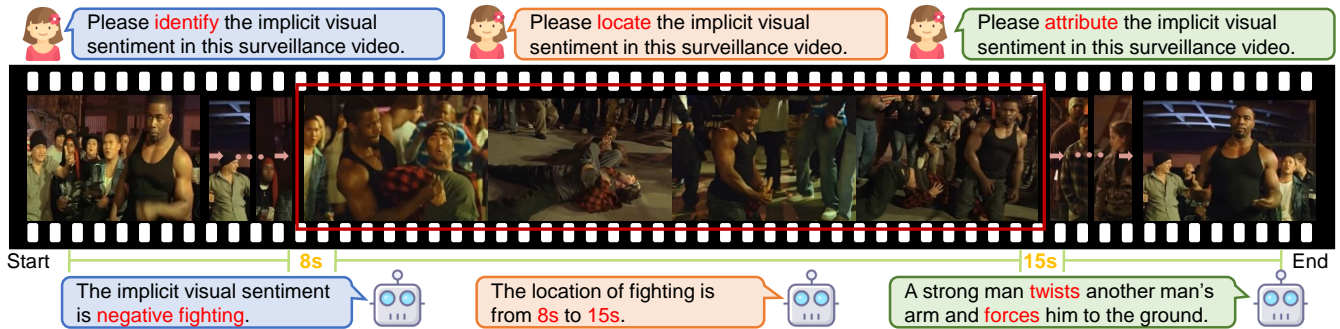 Please identify the implicit visual
sentiment in this surveillance video.
Please locate the implicit visual
sentiment in this surveillance video.
Please attribute the implicit visual
sentiment in this surveillance video.
Start
8s
15s
End
The implicit visual sentiment
is negative fighting.
The location of fighting is
from 8s to 15s.
A strong man twists another man's
arm and forces him to the ground.